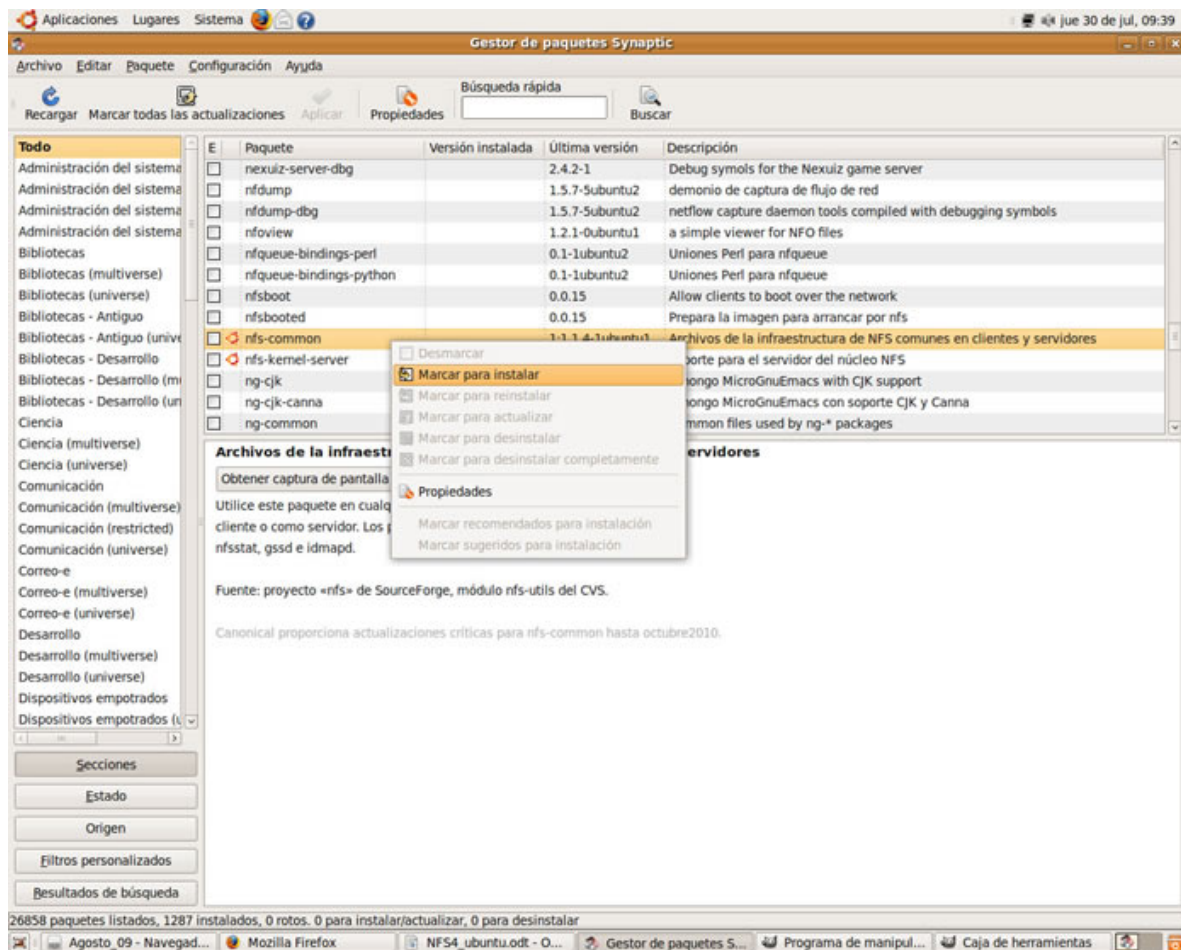 Aplicaciones Lugares Sistema jue 30 de jul, 09:39
Gestor de paquetes Synaptic
Archivo Editar Paquete Configuración Ayuda
Búsqueda rápida
Recargar Marcar todas las actualizaciones Aplicar Propiedades Buscar
E Paquete Versión instalada Última versión Descripción
nexuiz-server-dbg 2.4.2-1 Debug symols for the Nexuiz game server
nfdump 1.5.7-5ubuntu2 demonio de captura de flujo de red
nfdump-dbg 1.5.7-5ubuntu2 netflow capture daemon tools compiled with debugging symbols
nfoview 1.2.1-0ubuntu1 a simple viewer for NFO files
nfqueue-bindings-perl 0.1-1ubuntu2 Uniones Perl para nfqueue
nfqueue-bindings-python 0.1-1ubuntu2 Uniones Perl para nfqueue
nfsboot 0.0.15 Allow clients to boot over the network
nfsbooted 0.0.15 Prepara la imagen para arrancar por nfs
nfs-common 1:1.1.4-1ubuntu1 Archivos de la infraestructura de NFS comunes en clientes y servidores
nfs-kernel-server porte para el servidor del núcleo NFS
ng-cjk ongo MicroGnuEmacs with CJK support
ng-cjk-canna ongo MicroGnuEmacs con soporte CJK y Canna
ng-common mmon files used by ng-* packages
Desmarcar
Marcar para instalar
Marcar para reinstalar
Marcar para actualizar
Marcar para desinstalar
Marcar para desinstalar completamente
Propiedades
Marcar recomendados para instalación
Marcar sugeridos para instalación
Todo
Administración del sistema
Administración del sistema
Administración del sistema
Administración del sistema
Bibliotecas
Bibliotecas (multiverse)
Bibliotecas (universe)
Bibliotecas - Antiguo
Bibliotecas - Antiguo (unive
Bibliotecas - Desarrollo
Bibliotecas - Desarrollo (mu
Bibliotecas - Desarrollo (un
Ciencia
Ciencia (multiverse)
Ciencia (universe)
Comunicación
Comunicación (multiverse)
Comunicación (restricted)
Comunicación (universe)
Correo-e
Correo-e (multiverse)
Correo-e (universe)
Desarrollo
Desarrollo (multiverse)
Desarrollo (universe)
Dispositivos empotrados
Dispositivos empotrados (u
Archivos de la infraest ervidores
Obtener captura de pantalla
Utilice este paquete en cualq
cliente o como servidor. Los p
nfsstat, gssd e idmapd.
Fuente: proyecto «nfs» de SourceForge, módulo nfs-utils del CVS.
Canonical proporciona actualizaciones críticas para nfs-common hasta octubre2010.
Secciones
Estado
Origen
Filtros personalizados
Resultados de búsqueda
26858 paquetes listados, 1287 instalados, 0 rotos. 0 para instalar/actualizar, 0 para desinstalar
Agosto_09 - Navegad... Mozilla Firefox NFS4_ubuntu.odt - O... Gestor de paquetes S... Programa de manipul... Caja de herramientas